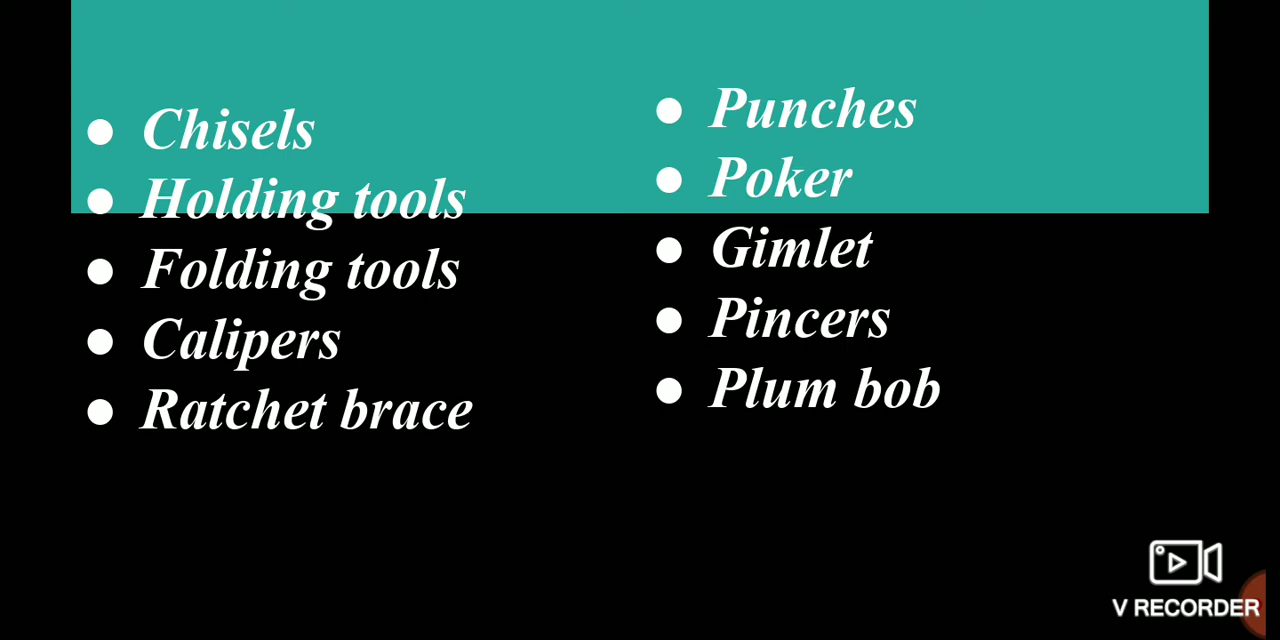 Chisels
Holding tools
Folding tools
Calipers
Ratchet brace
Punches
Poker
Gimlet
Pincers
Plum bob
V RECORDER